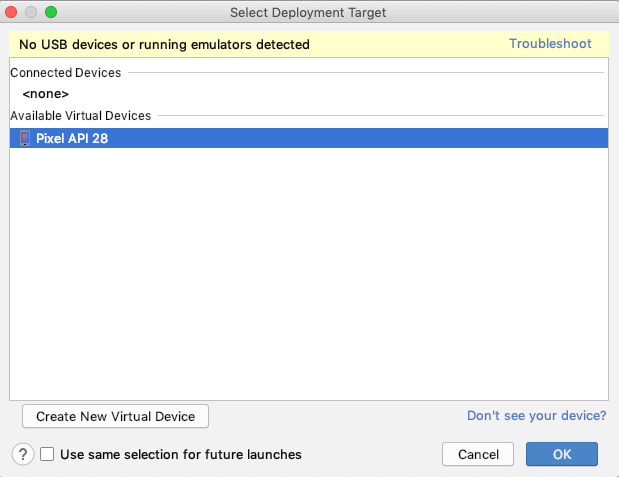 Select Deployment Target
No USB devices or running emulators detected Troubleshoot
Connected Devices
<none>
Available Virtual Devices
Pixel API 28
Create New Virtual Device Don't see your device?
? Use same selection for future launches Cancel OK